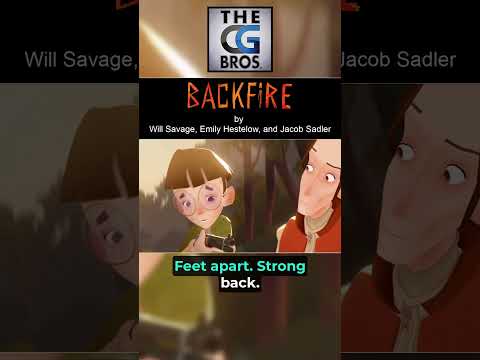 THE
CG
BROS.
Will Savage,
Jacob Sadler
BACKFIRE
by
Will Savage, Emily Hestelow, and Jacob Sadler
Feet apart. Strong
back.